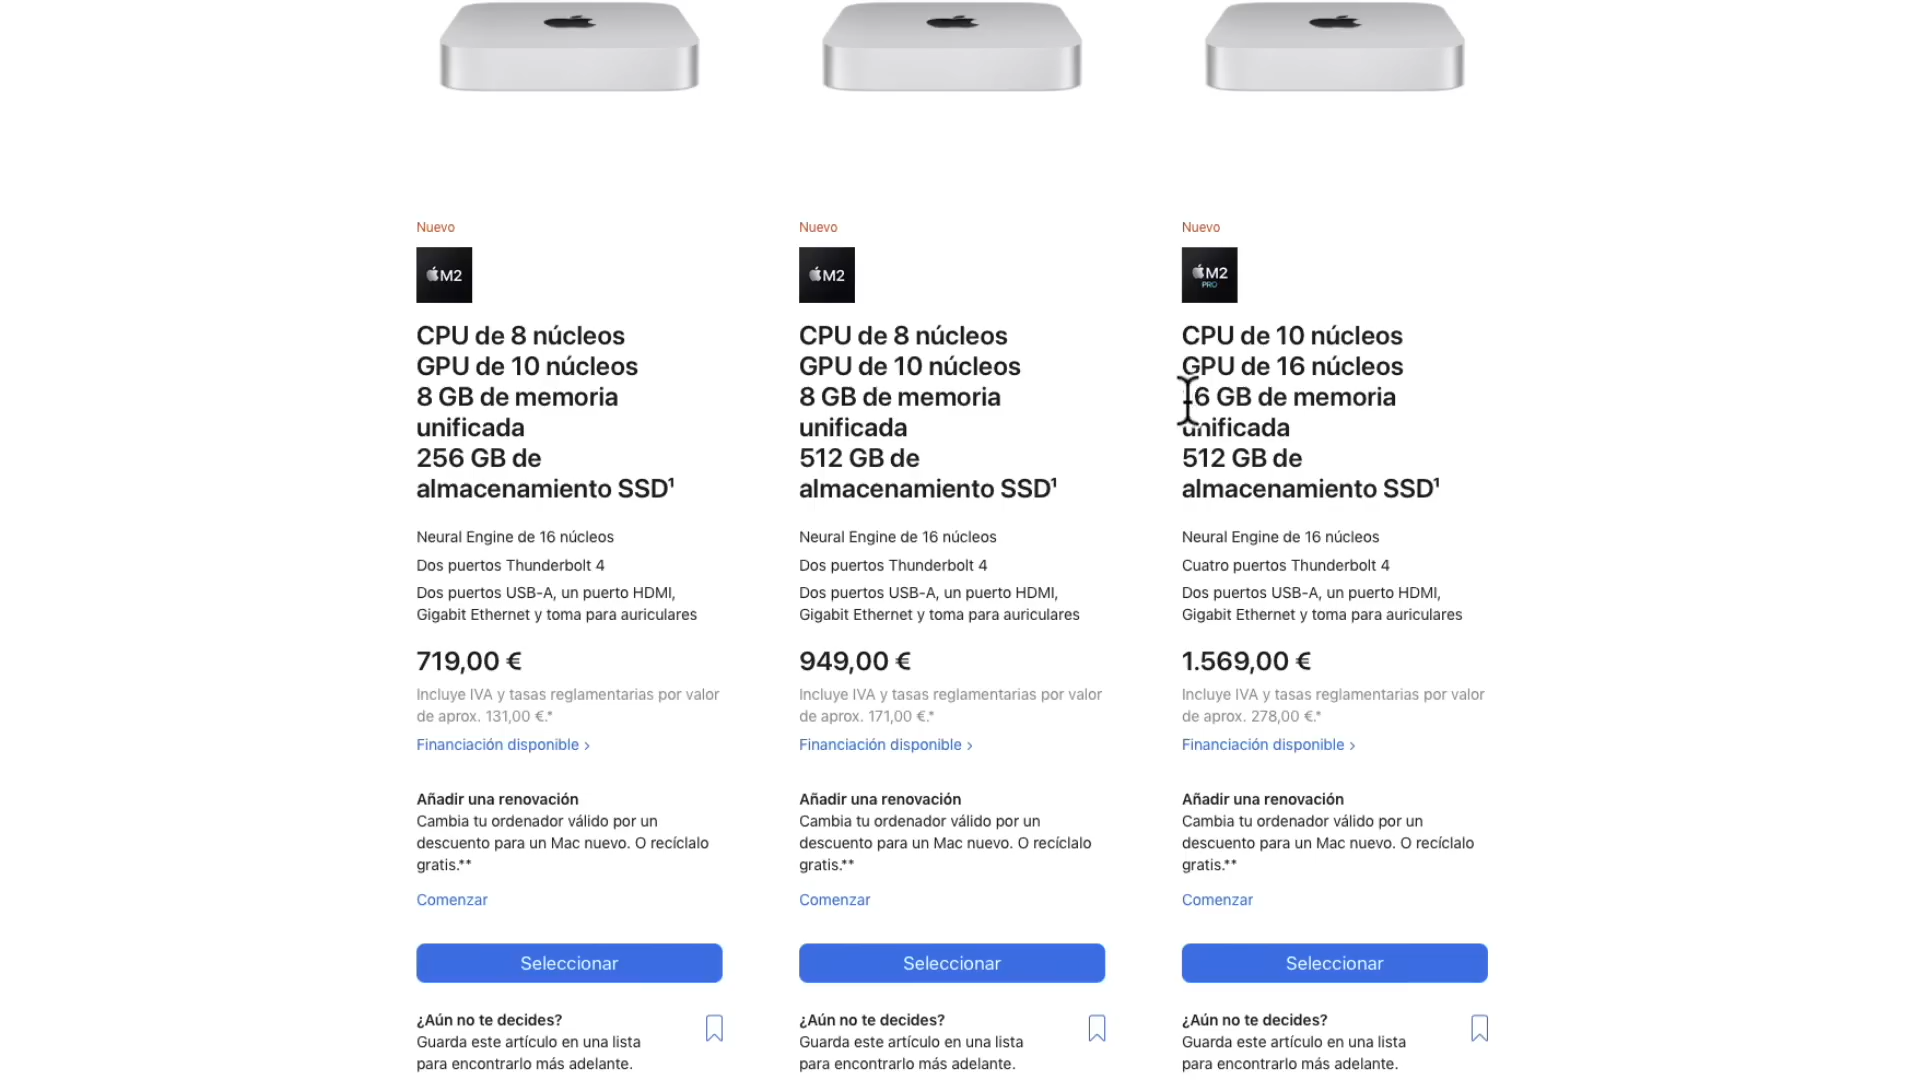 Nuevo
M2
CPU de 8 núcleos
GPU de 10 núcleos
8 GB de memoria
unificada
256 GB de
almacenamiento SSD¹
Neural Engine de 16 núcleos
Dos puertos Thunderbolt 4
Dos puertos USB-A, un puerto HDMI,
Gigabit Ethernet y toma para auriculares
719,00 €
Incluye IVA y tasas reglamentarias por valor
de aprox. 131,00 €.*
Financiación disponible >
Añadir una renovación
Cambia tu ordenador válido por un
descuento para un Mac nuevo. O recíclalo
gratis.**
Comenzar
Seleccionar
¿Aún no te decides?
Guarda este artículo en una lista
para encontrarlo más adelante.
Nuevo
M2
CPU de 8 núcleos
GPU de 10 núcleos
8 GB de memoria
unificada
512 GB de
almacenamiento SSD¹
Neural Engine de 16 núcleos
Dos puertos Thunderbolt 4
Dos puertos USB-A, un puerto HDMI,
Gigabit Ethernet y toma para auriculares
949,00 €
Incluye IVA y tasas reglamentarias por valor
de aprox. 171,00 €.*
Financiación disponible >
Añadir una renovación
Cambia tu ordenador válido por un
descuento para un Mac nuevo. O recíclalo
gratis.**
Comenzar
Seleccionar
¿Aún no te decides?
Guarda este artículo en una lista
para encontrarlo más adelante.
Nuevo
M2
PRO
CPU de 10 núcleos
GPU de 16 núcleos
16 GB de memoria
unificada
512 GB de
almacenamiento SSD¹
Neural Engine de 16 núcleos
Cuatro puertos Thunderbolt 4
Dos puertos USB-A, un puerto HDMI,
Gigabit Ethernet y toma para auriculares
1.569,00 €
Incluye IVA y tasas reglamentarias por valor
de aprox. 278,00 €.*
Financiación disponible >
Añadir una renovación
Cambia tu ordenador válido por un
descuento para un Mac nuevo. O recíclalo
gratis.**
Comenzar
Seleccionar
¿Aún no te decides?
Guarda este artículo en una lista
para encontrarlo más adelante.